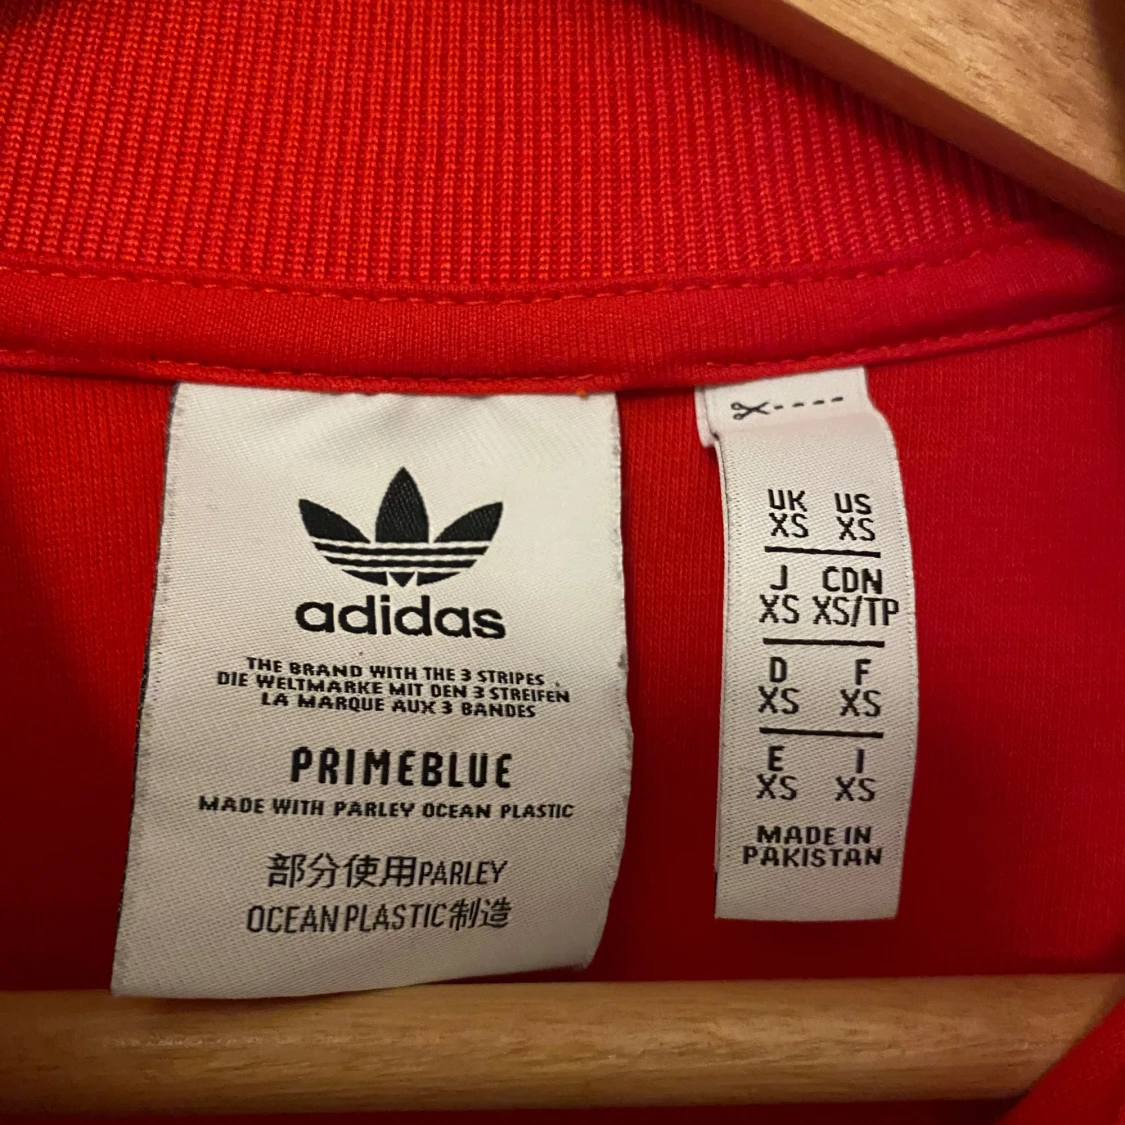 adidas
THE BRAND WITH THE 3 STRIPES
DIE WELTMARKE MIT DEN 3 STREIFEN
LA MARQUE AUX 3 BANDES
PRIMEBLUE
MADE WITH PARLEY OCEAN PLASTIC
部分使用PARLEY
OCEAN PLASTIC制造
UK US
XS XS
J CDN
XS XS/TP
D F
XS XS
E I
XS XS
MADE IN
PAKISTAN